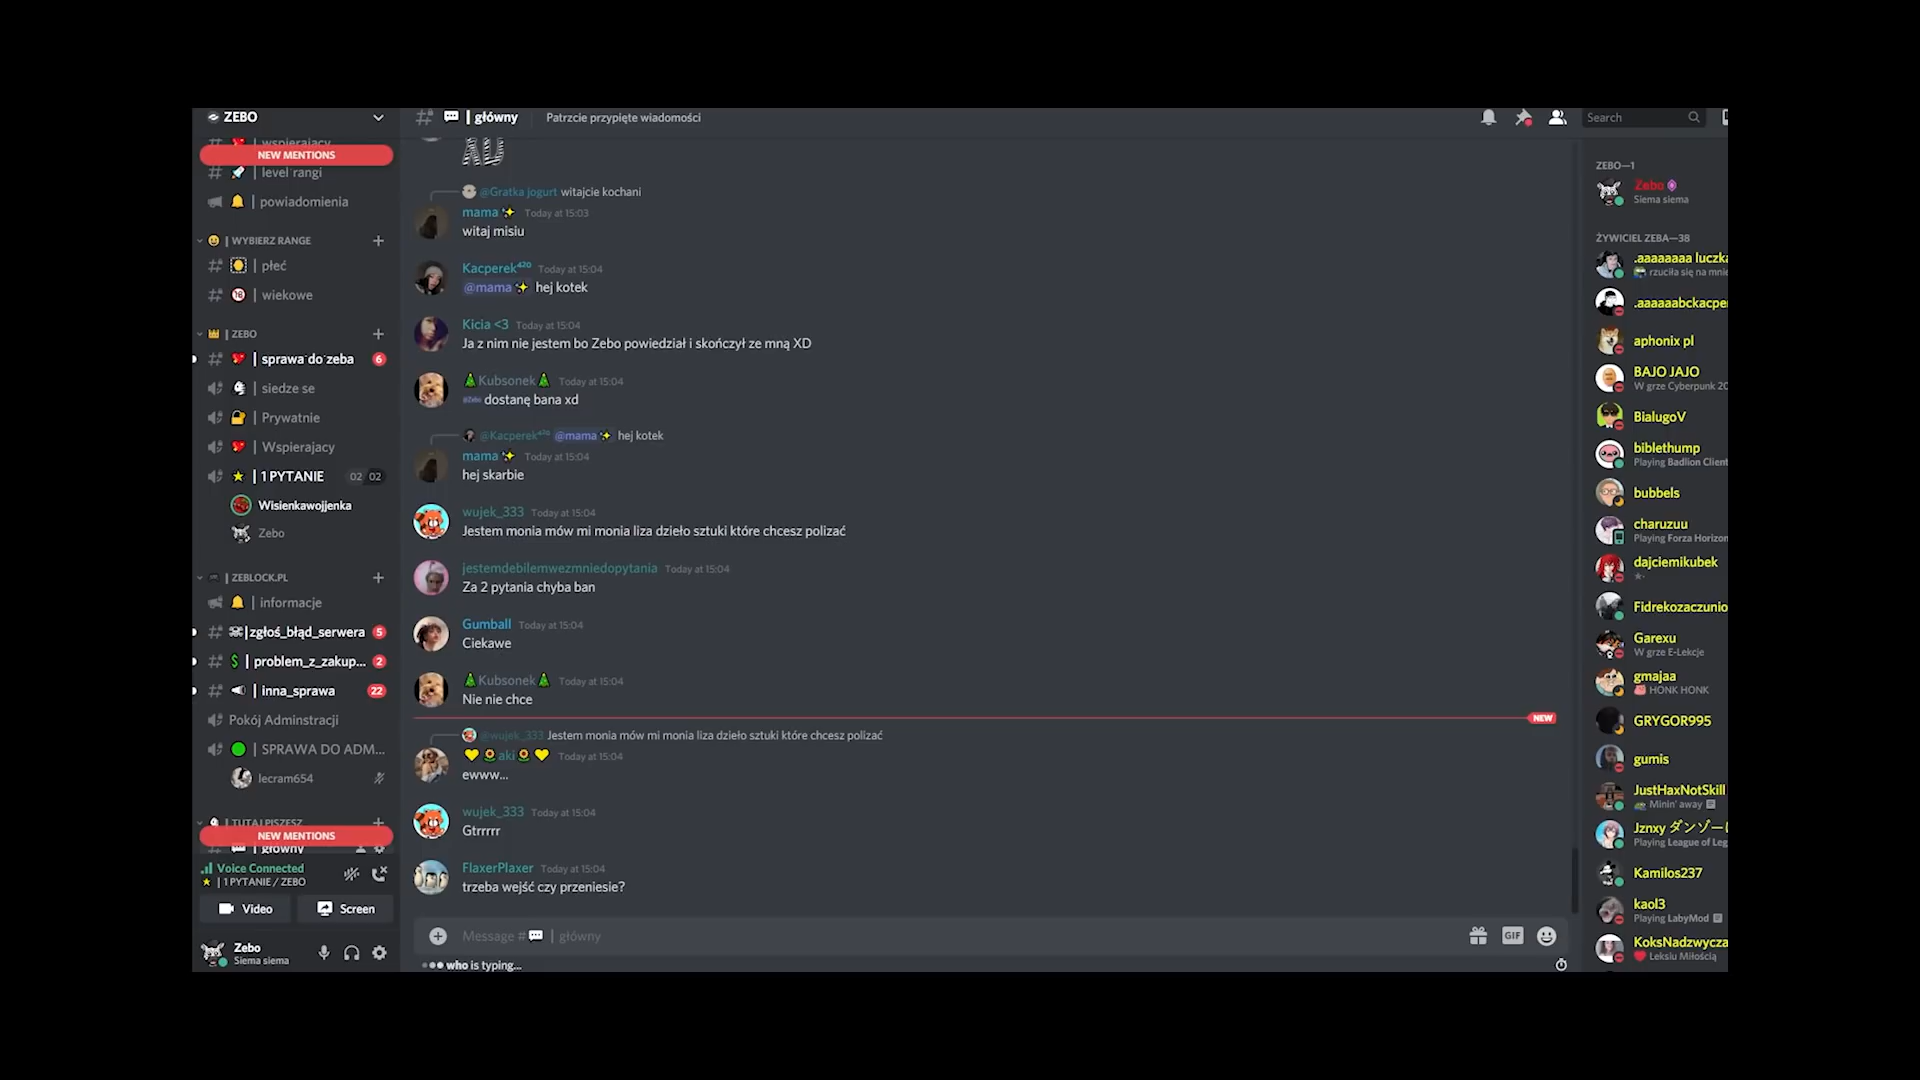 ZEBO
| główny
Patrzcie przypięte wiadomości
Search
| wspierający
NEW MENTIONS
| level rangi
| powiadomienia
| WYBIERZ RANGE
| płeć
| wiekowe
| ZEBO
| sprawa do zeba 6
| siedze se
| Prywatnie
| Wspierajacy
| 1 PYTANIE 02 02
Wisienkawojjenka
Zebo
| ZEBLOCK.PL
| informacje
|zgłoś_błąd_serwera 5
| problem_z_zakup... 2
| inna_sprawa 22
Pokój Adminstracji
| SPRAWA DO ADM...
lecram654
| TUTAJ PISZESZ
NEW MENTIONS
| główny
Voice Connected
| 1 PYTANIE / ZEBO
Video Screen
Zebo
Siema siema
@Gratka jogurt witajcie kochani
mama Today at 15:03
witaj misiu
Kacperek⁴²⁰ Today at 15:04
@mama hej kotek
Kicia <3 Today at 15:04
Ja z nim nie jestem bo Zebo powiedział i skończył ze mną XD
Kubsonek Today at 15:04
@Zebo dostanę bana xd
@Kacperek⁴²⁰ @mama hej kotek
mama Today at 15:04
hej skarbie
wujek_333 Today at 15:04
Jestem monia mów mi monia liza dzieło sztuki które chcesz polizać
jestemdebilemwezmniedopytania Today at 15:04
Za 2 pytania chyba ban
Gumball Today at 15:04
Ciekawe
Kubsonek Today at 15:04
Nie nie chce
NEW
@wujek_333 Jestem monia mów mi monia liza dzieło sztuki które chcesz polizać
aki Today at 15:04
ewww...
wujek_333 Today at 15:04
Gtrrrrr
FlaxerPlaxer Today at 15:04
trzeba wejść czy przeniesie?
Message # | główny
GIF
who is typing...
ZEBO—1
Zebo
Siema siema
ŻYWICIEL ZEBA—38
.aaaaaaaa luczka
rzuciła się na mnie
.aaaaaabckacpe
aphonix pl
BAJO JAJO
W grze Cyberpunk 20
BialugoV
biblethump
Playing Badlion Client
bubbels
charuzuu
Playing Forza Horizon
dajciemikubek
Fidrekozaczunio
Garexu
W grze E-Lekcje
gmajaa
HONK HONK
GRYGOR995
gumis
JustHaxNotSkill
Minin' away
Jznxy ダンゾー
Playing League of Leg
Kamilos237
kaol3
Playing LabyMod
KoksNadzwycza
Leksiu Miłością